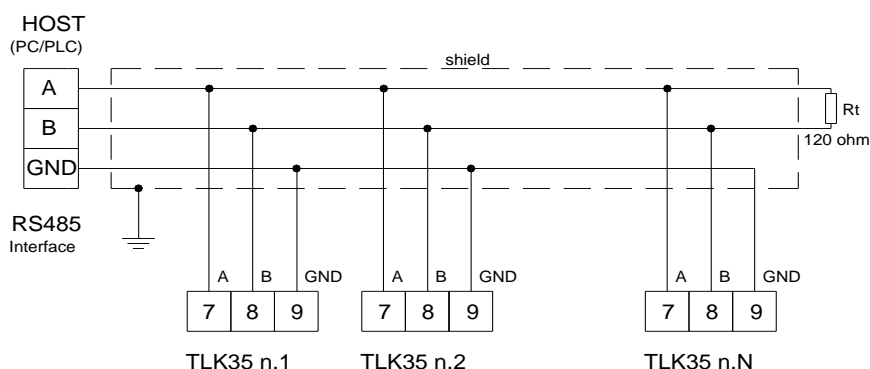 HOST
(PC/PLC)
shield
A
B
GND
Rt
120 ohm
RS485
Interface
A B GND A B GND A B GND
7 8 9 7 8 9 7 8 9
TLK35 n.1 TLK35 n.2 TLK35 n.N